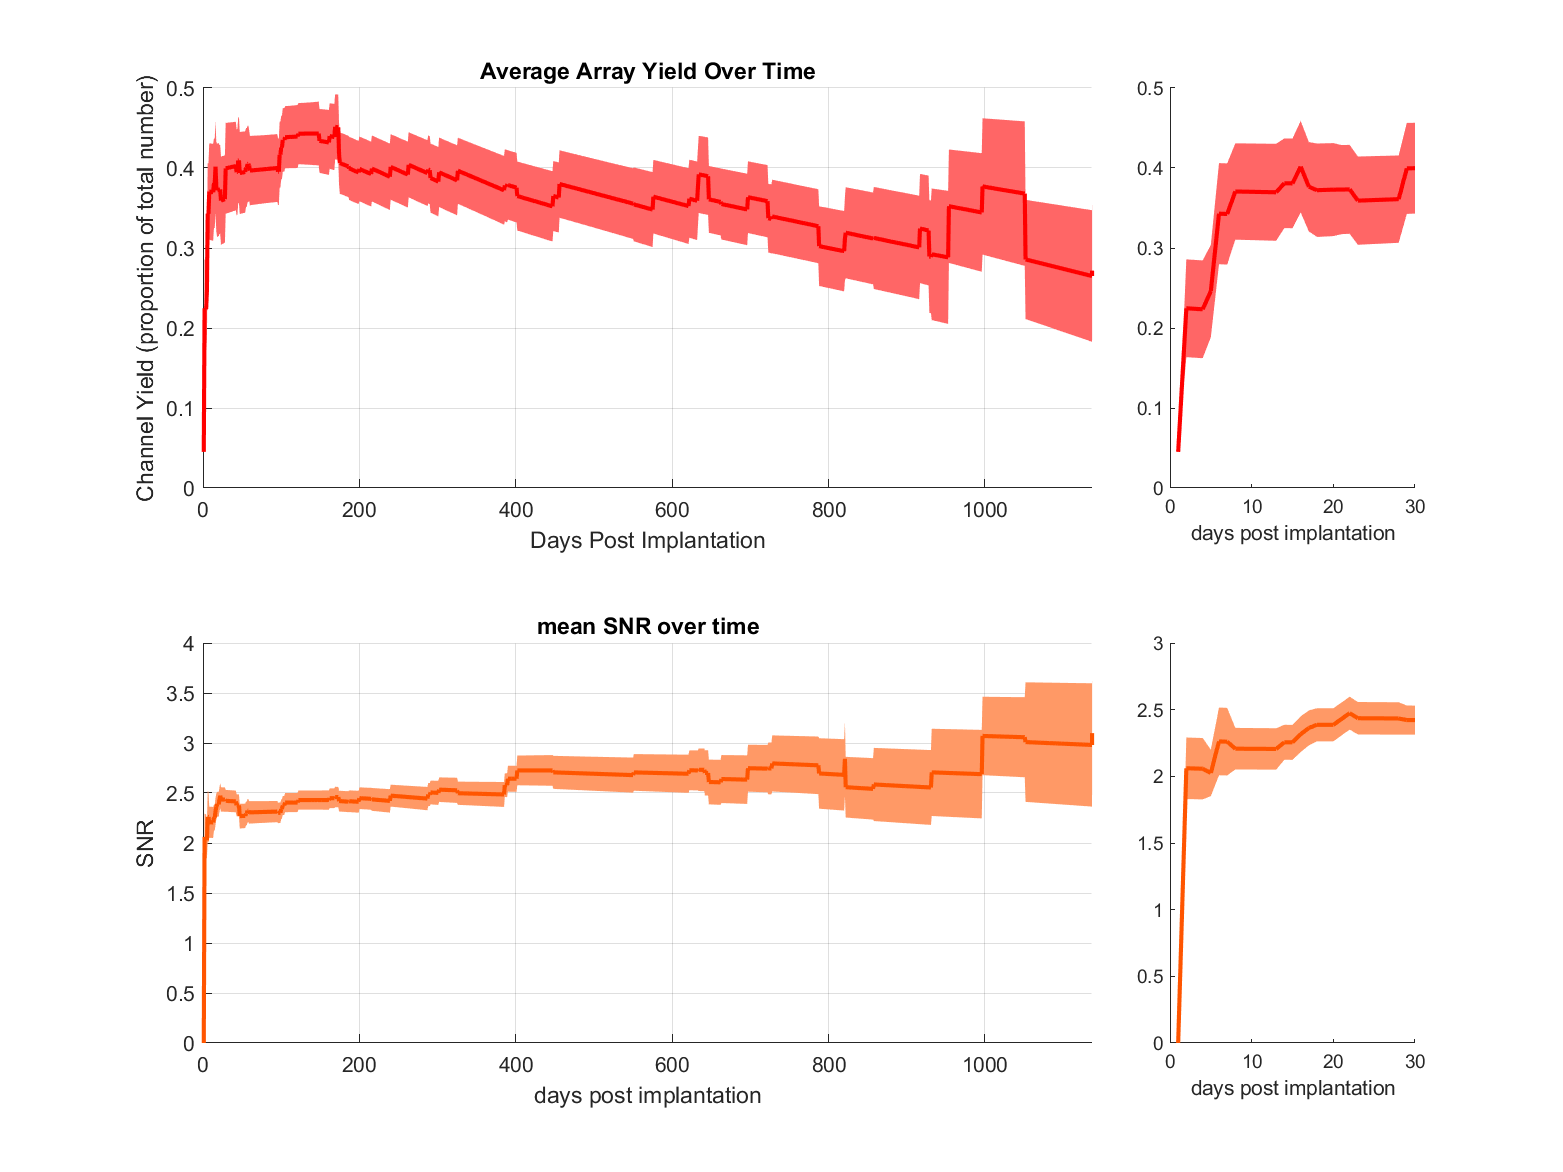 Average Array Yield Over Time
Channel Yield (proportion of total number)
0.5
0.4
0.3
0.2
0.1
0
0 200 400 600 800 1000
Days Post Implantation
0.5
0.4
0.3
0.2
0.1
0
0 10 20 30
days post implantation
mean SNR over time
SNR
4
3.5
3
2.5
2
1.5
1
0.5
0
0 200 400 600 800 1000
days post implantation
3
2.5
2
1.5
1
0.5
0
0 10 20 30
days post implantation